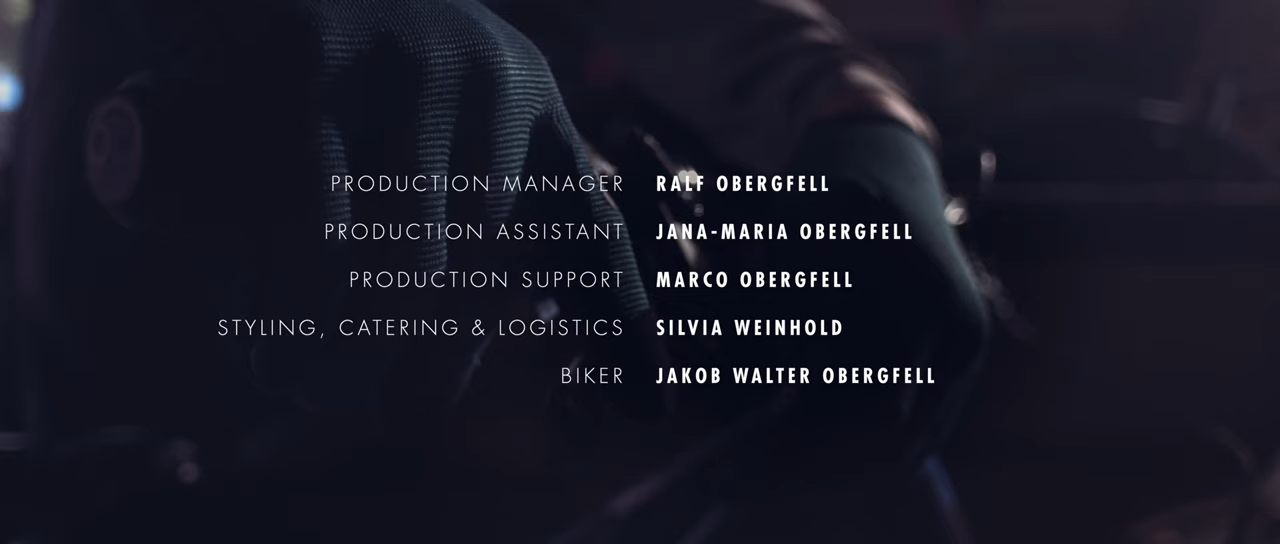 PRODUCTION MANAGER RALF OBERGFELL
PRODUCTION ASSISTANT JANA-MARIA OBERGFELL
PRODUCTION SUPPORT MARCO OBERGFELL
STYLING, CATERING & LOGISTICS SILVIA WEINHOLD
BIKER JAKOB WALTER OBERGFELL